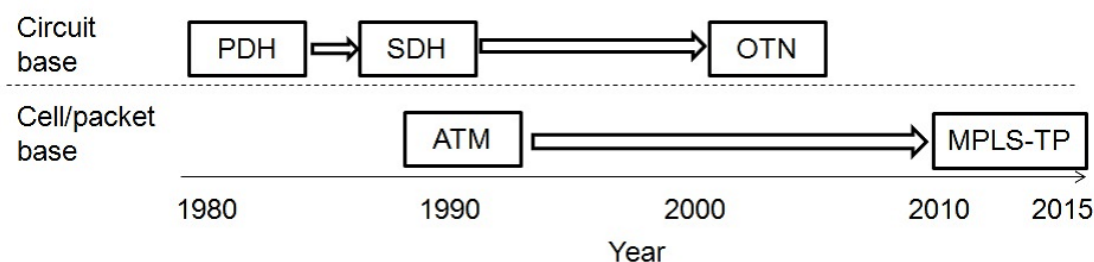 Circuit
base
PDH
SDH
OTN
Cell/packet
base
ATM
MPLS-TP
1980
1990
2000
2010
2015
Year